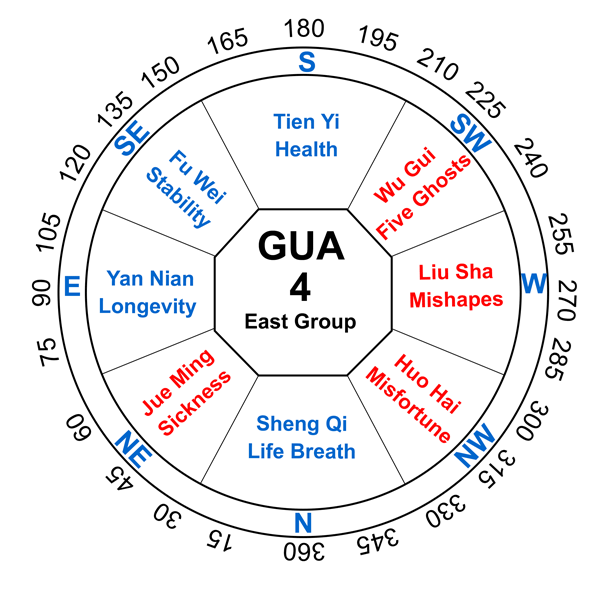 180
195
210
225
240
255
270
285
300
315
330
345
360
15
30
45
60
75
90
105
120
135
150
165
S
SW
W
NW
N
NE
E
SE
Tien Yi
Health
Wu Gui
Five Ghosts
Liu Sha
Mishapes
Huo Hai
Misfortune
Sheng Qi
Life Breath
Jue Ming
Sickness
Yan Nian
Longevity
Fu Wei
Stability
GUA
4
East Group